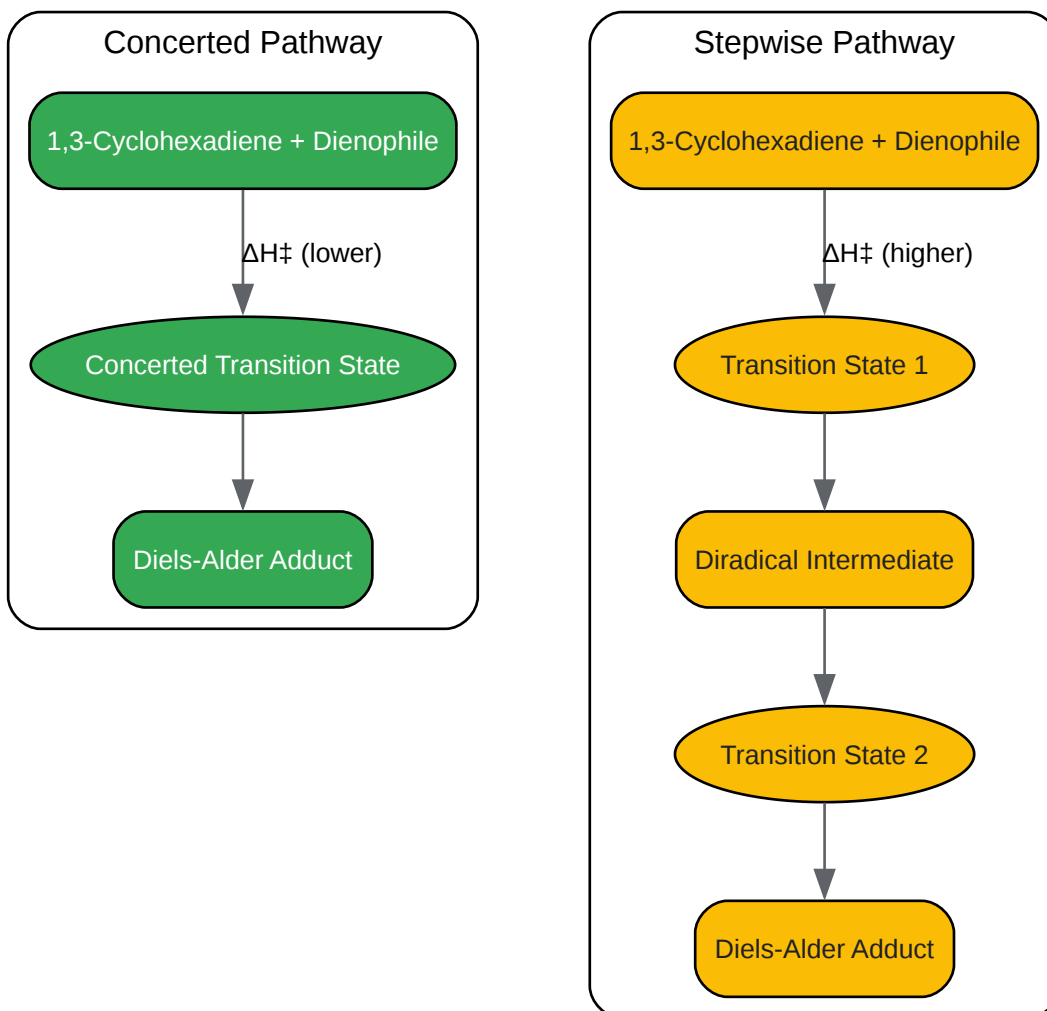 Concerted Pathway
1,3-Cyclohexadiene + Dienophile
ΔH‡ (lower)
Concerted Transition State
Diels-Alder Adduct
Stepwise Pathway
1,3-Cyclohexadiene + Dienophile
ΔH‡ (higher)
Transition State 1
Diradical Intermediate
Transition State 2
Diels-Alder Adduct